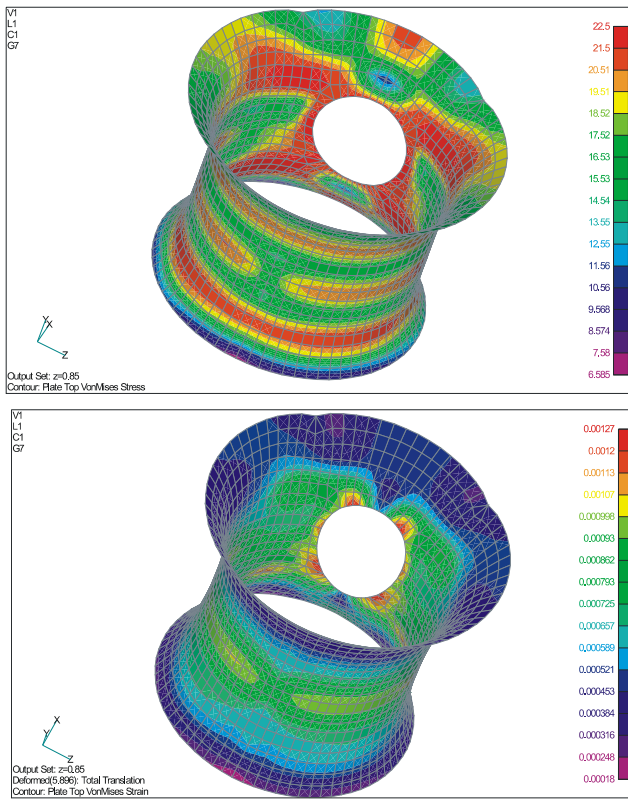 V1
L1
C1
G7
22.5
21.5
20.51
19.51
18.52
17.52
16.53
15.53
14.54
13.55
12.55
11.56
10.56
9.568
8.574
7.58
6.585
Y
X
Z
Output Set: z=0.85
Contour: Plate Top VonMises Stress
V1
L1
C1
G7
0.00127
0.0012
0.00113
0.00107
0.000998
0.00093
0.000862
0.000793
0.000725
0.000657
0.000589
0.000521
0.000453
0.000384
0.000316
0.000248
0.00018
X
Y
Z
Output Set: z=0.85
Deformed(5.896): Total Translation
Contour: Plate Top VonMises Strain